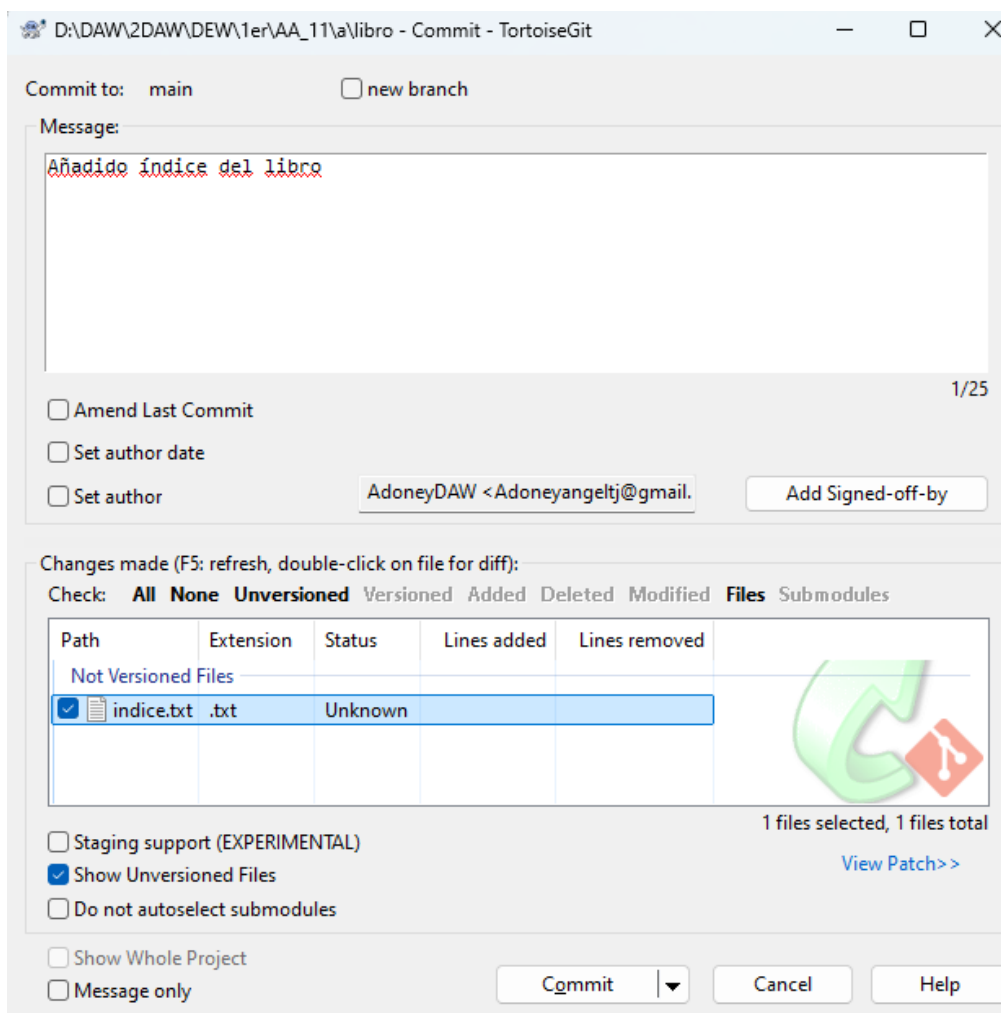 D:\DAW\2DAW\DEW\1er\AA_11\a\libro - Commit - TortoiseGit
Commit to: main new branch
Message:
Añadido índice del libro
1/25
Amend Last Commit
Set author date
Set author AdoneyDAW <Adoneyangeltj@gmail. Add Signed-off-by
Changes made (F5: refresh, double-click on file for diff):
Check: All None Unversioned Versioned Added Deleted Modified Files Submodules
Path Extension Status Lines added Lines removed
Not Versioned Files
indice.txt .txt Unknown
1 files selected, 1 files total
Staging support (EXPERIMENTAL)
View Patch>>
Show Unversioned Files
Do not autoselect submodules
Show Whole Project
Message only
Commit Cancel Help